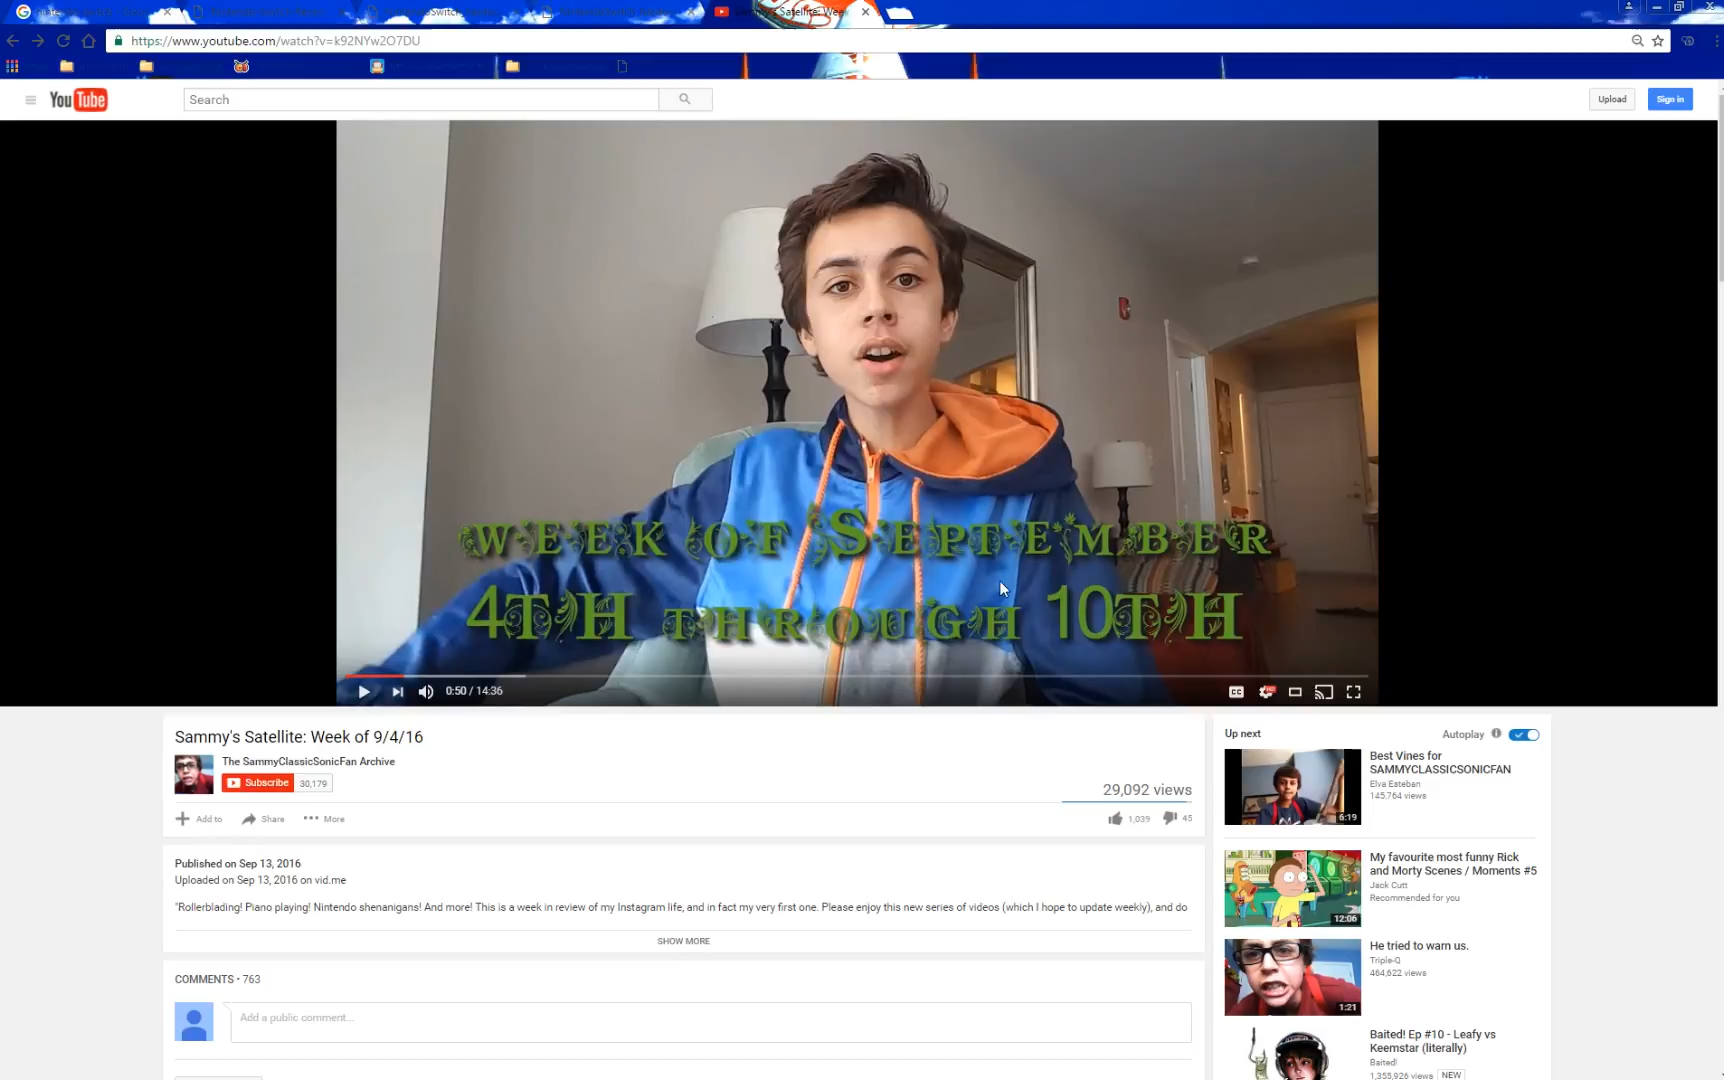 https://www.youtube.com/watch?v=k92NYw2O7DU
YouTube
Search
Upload
Sign in
WEEK OF SEPTEMBER
4TH THROUGH 10TH
0:50 / 14:36
CC
HD
Sammy's Satellite: Week of 9/4/16
The SammyClassicSonicFan Archive
Subscribe 30,179
29,092 views
Add to Share More
1,039 45
Published on Sep 13, 2016
Uploaded on Sep 13, 2016 on vid.me
"Rollerblading! Piano playing! Nintendo shenanigans! And more! This is a week in review of my Instagram life, and in fact my very first one. Please enjoy this new series of videos (which I hope to update weekly), and do
SHOW MORE
COMMENTS • 763
Add a public comment...
Up next
Autoplay
Best Vines for
SAMMYCLASSICSONICFAN
Elva Esteban
145,764 views
6:19
My favourite most funny Rick
and Morty Scenes / Moments #5
Jack Cutt
Recommended for you
12:06
He tried to warn us.
Triple-Q
464,622 views
1:21
Baited! Ep #10 - Leafy vs
Keemstar (literally)
Baited!
1,355,926 views NEW